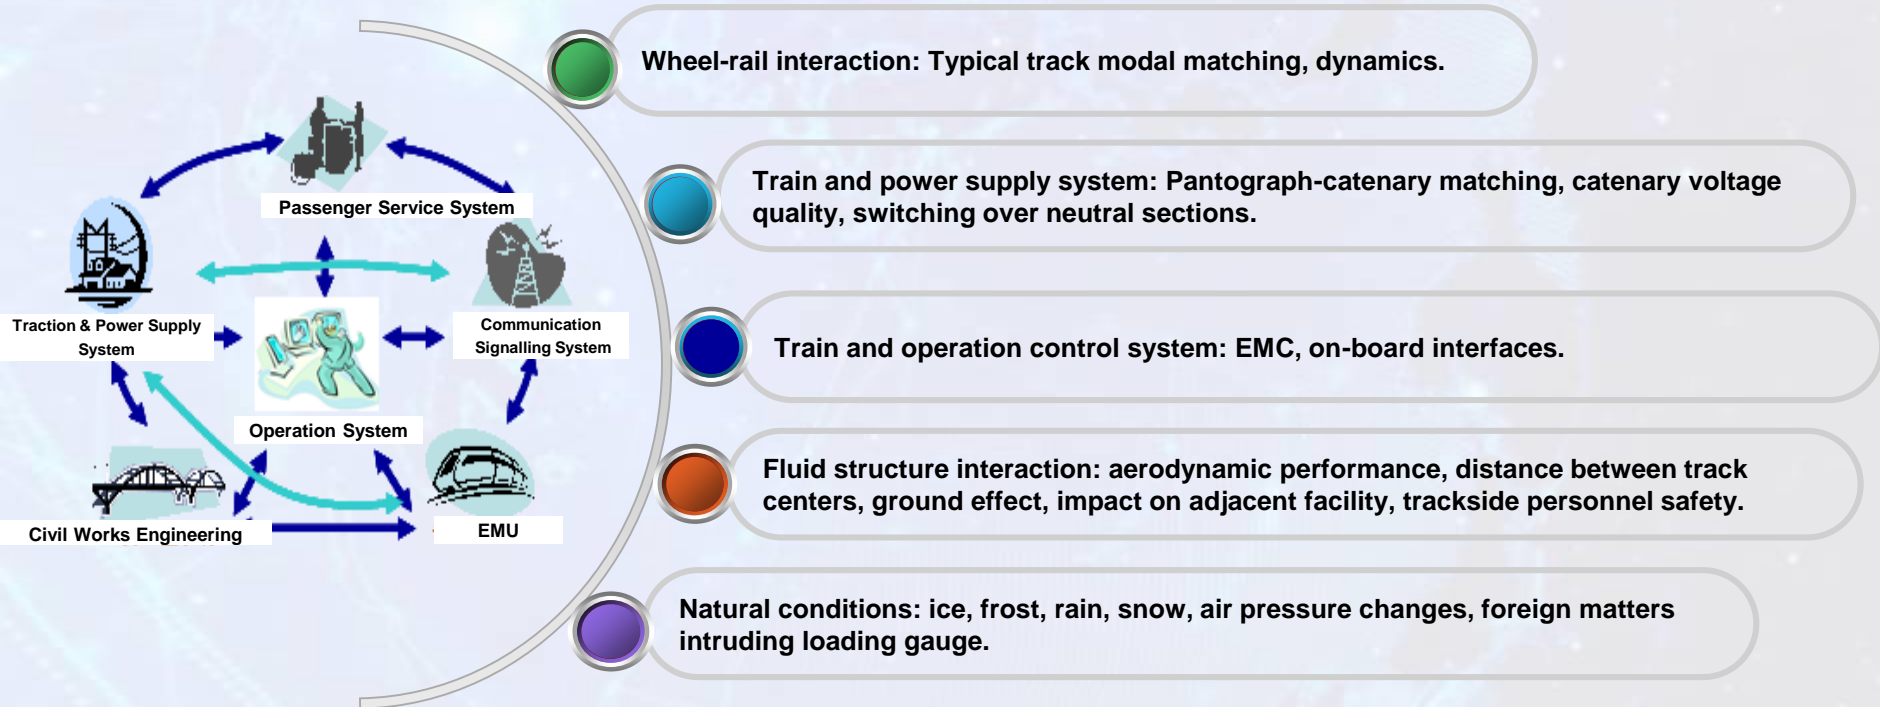 Passenger Service System
Traction & Power Supply
System
Communication
Signalling System
Operation System
Civil Works Engineering
EMU
Wheel-rail interaction: Typical track modal matching, dynamics.
Train and power supply system: Pantograph-catenary matching, catenary voltage
quality, switching over neutral sections.
Train and operation control system: EMC, on-board interfaces.
Fluid structure interaction: aerodynamic performance, distance between track
centers, ground effect, impact on adjacent facility, trackside personnel safety.
Natural conditions: ice, frost, rain, snow, air pressure changes, foreign matters
intruding loading gauge.